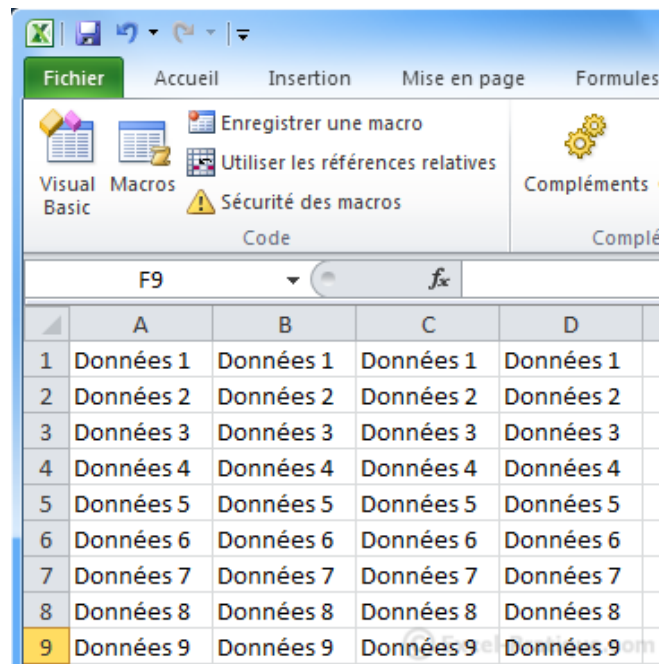 Fichier Accueil Insertion Mise en page Formules
Enregistrer une macro
Utiliser les références relatives
Sécurité des macros
Visual Basic
Macros
Compléments
Code
Complé
F9 fx
A B C D
1 Données 1 Données 1 Données 1 Données 1
2 Données 2 Données 2 Données 2 Données 2
3 Données 3 Données 3 Données 3 Données 3
4 Données 4 Données 4 Données 4 Données 4
5 Données 5 Données 5 Données 5 Données 5
6 Données 6 Données 6 Données 6 Données 6
7 Données 7 Données 7 Données 7 Données 7
8 Données 8 Données 8 Données 8 Données 8
9 Données 9 Données 9 Données 9 Données 9